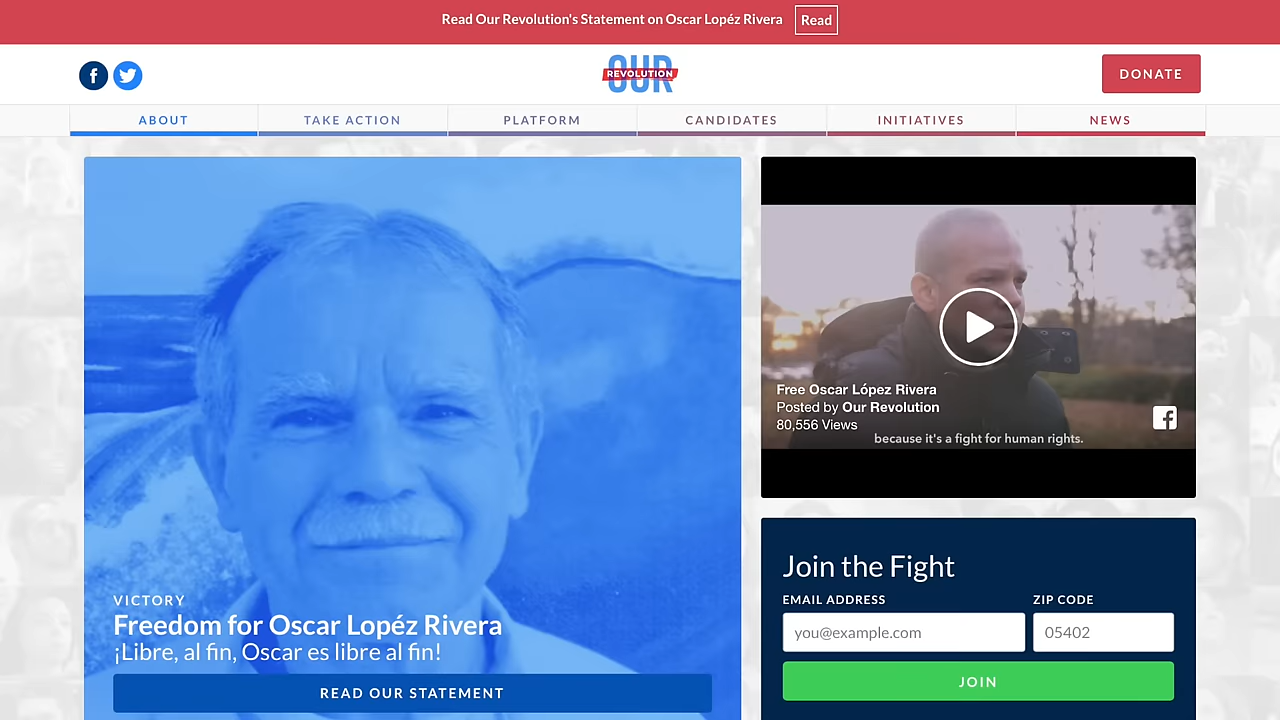 Read Our Revolution's Statement on Oscar Lopéz Rivera Read
OUR
REVOLUTION
DONATE
ABOUT TAKE ACTION PLATFORM CANDIDATES INITIATIVES NEWS
VICTORY
Freedom for Oscar Lopéz Rivera
¡Libre, al fin, Oscar es libre al fin!
READ OUR STATEMENT
Free Oscar López Rivera
Posted by Our Revolution
80,556 Views
because it's a fight for human rights.
Join the Fight
EMAIL ADDRESS ZIP CODE
you@example.com 05402
JOIN